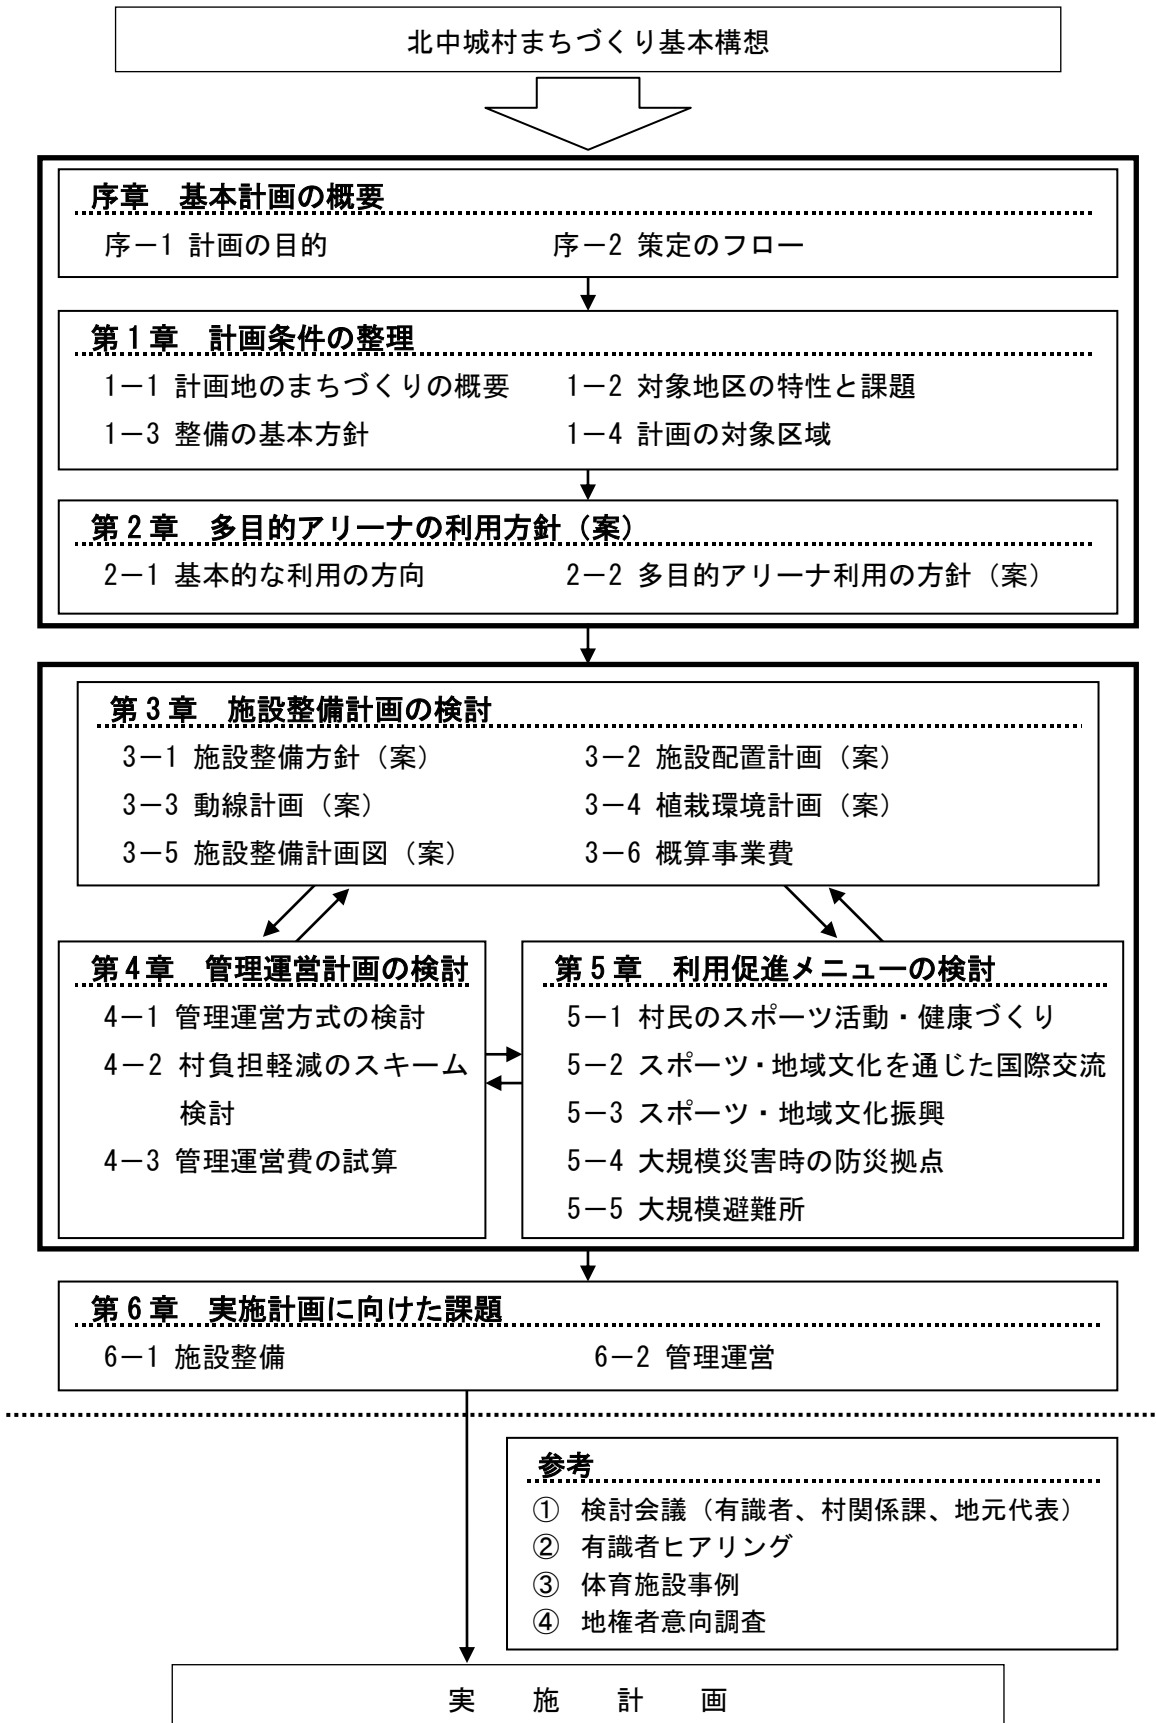 北中城村まちづくり基本構想
序章　基本計画の概要
序－1 計画の目的　序－2 策定のフロー
第1章　計画条件の整理
1－1 計画地のまちづくりの概要　1－2 対象地区の特性と課題
1－3 整備の基本方針　1－4 計画の対象区域
第2章　多目的アリーナの利用方針（案）
2－1 基本的な利用の方向　2－2 多目的アリーナ利用の方針（案）
第3章　施設整備計画の検討
3－1 施設整備方針（案）　3－2 施設配置計画（案）
3－3 動線計画（案）　3－4 植栽環境計画（案）
3－5 施設整備計画図（案）　3－6 概算事業費
第4章　管理運営計画の検討
4－1 管理運営方式の検討
4－2 村負担軽減のスキーム
検討
4－3 管理運営費の試算
第5章　利用促進メニューの検討
5－1 村民のスポーツ活動・健康づくり
5－2 スポーツ・地域文化を通じた国際交流
5－3 スポーツ・地域文化振興
5－4 大規模災害時の防災拠点
5－5 大規模避難所
第6章　実施計画に向けた課題
6－1 施設整備　6－2 管理運営
参考
① 検討会議（有識者、村関係課、地元代表）
② 有識者ヒアリング
③ 体育施設事例
④ 地権者意向調査
実　施　計　画